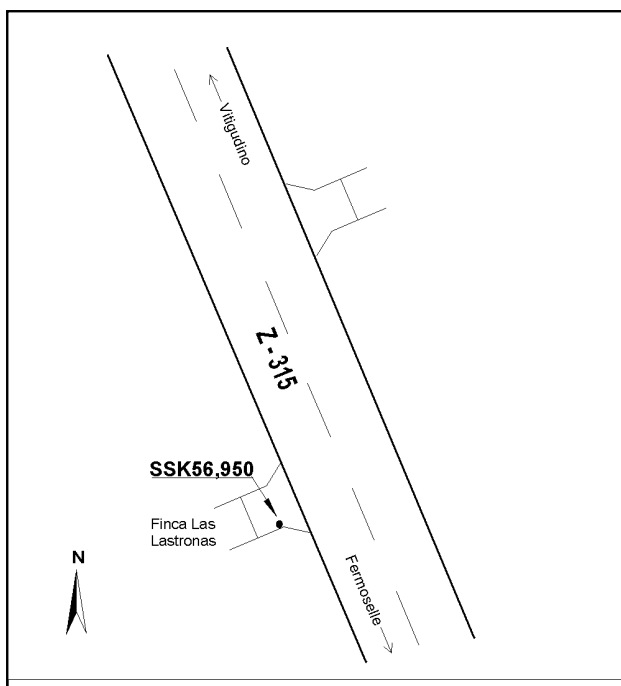 Vitigudino
Z - 315
SSK56,950
Finca Las
Lastronas
N
Fermoselle